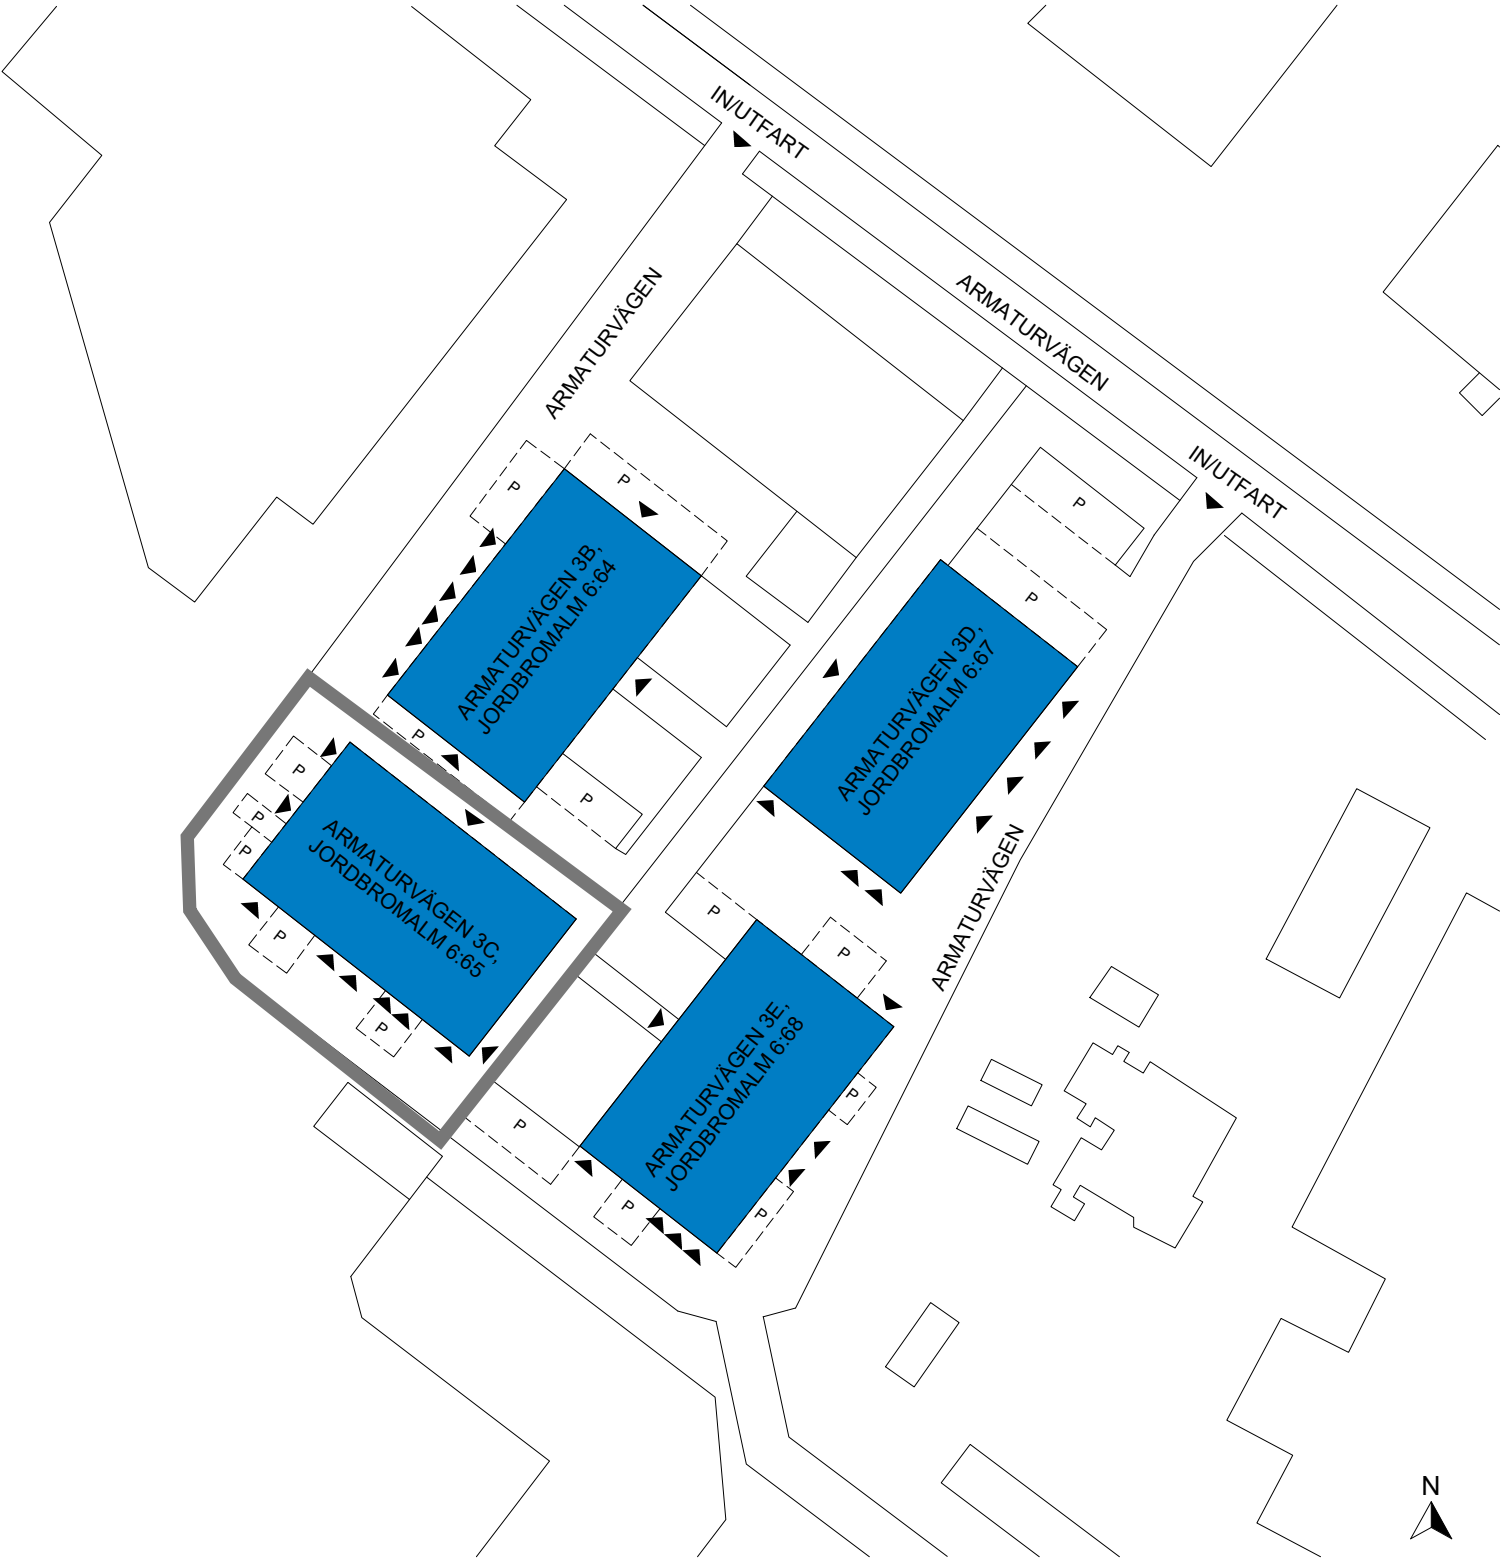 IN/UTFART
ARMATURVÄGEN
ARMATURVÄGEN
IN/UTFART
P
P
P
P
ARMATURVÄGEN 3B,
JORDBROMALM 6:64
ARMATURVÄGEN 3D,
JORDBROMALM 6:67
P
P
P
P
P
ARMATURVÄGEN 3C,
JORDBROMALM 6:65
ARMATURVÄGEN
P
P
P
P
ARMATURVÄGEN 3E,
JORDBROMALM 6:68
P
P
P
P
N